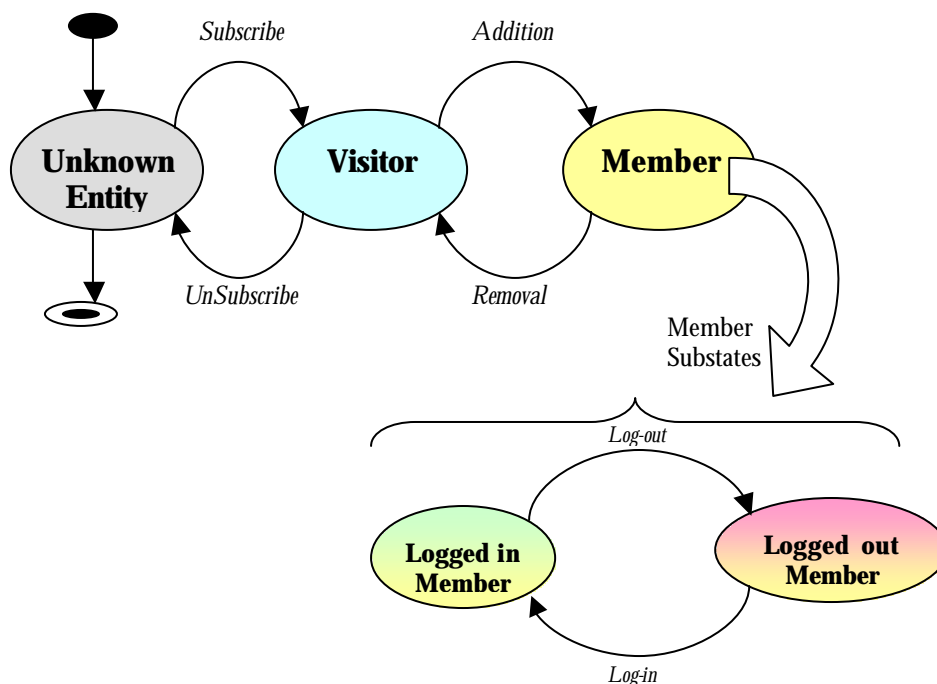 Subscribe
Addition
Unknown
Entity
Visitor
Member
UnSubscribe
Removal
Member
Substates
Log-out
Logged in
Member
Logged out
Member
Log-in